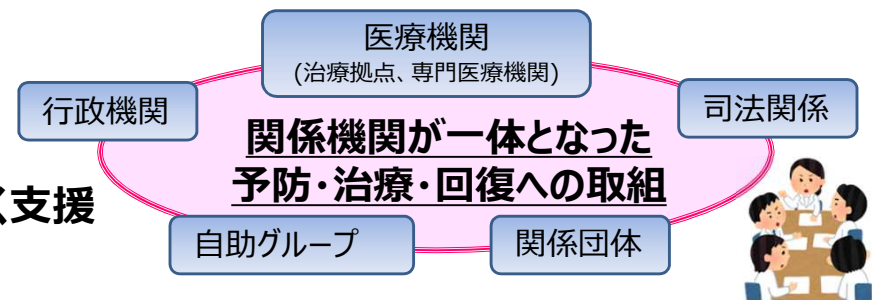 医療機関
(治療拠点、専門医療機関)
行政機関
司法関係
関係機関が一体となった
予防・治療・回復への取組
支援
自助グループ
関係団体